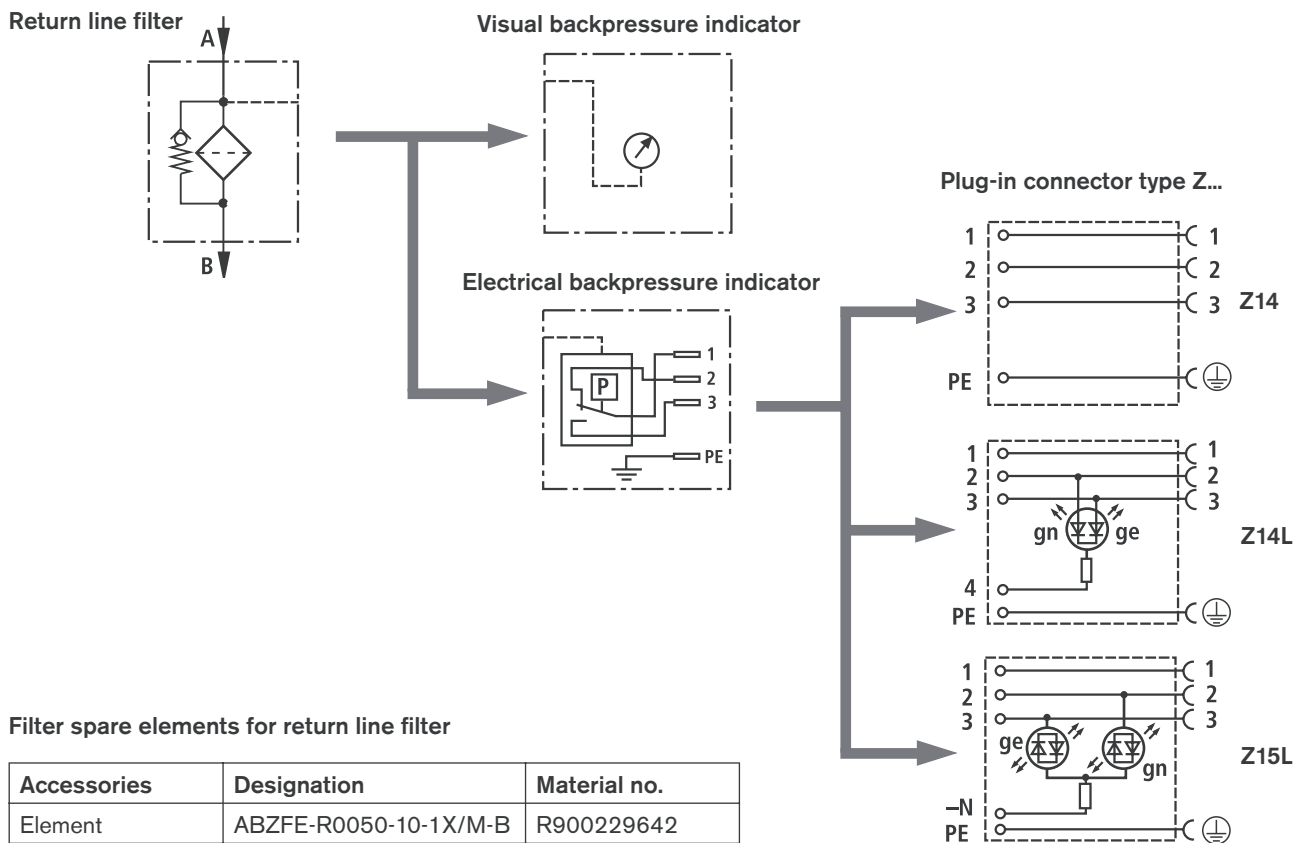 Return line filter
A
B
Visual backpressure indicator
Electrical backpressure indicator
P
1
2
3
PE
Plug-in connector type Z...
1 1
2 2
3 3 Z14
PE
1 1
2 2
3 3
gn ge Z14L
4
PE
1 1
2 2
3 3
ge gn Z15L
–N
PE
Filter spare elements for return line filter
Accessories Designation Material no.
Element ABZFE-R0050-10-1X/M-B R900229642